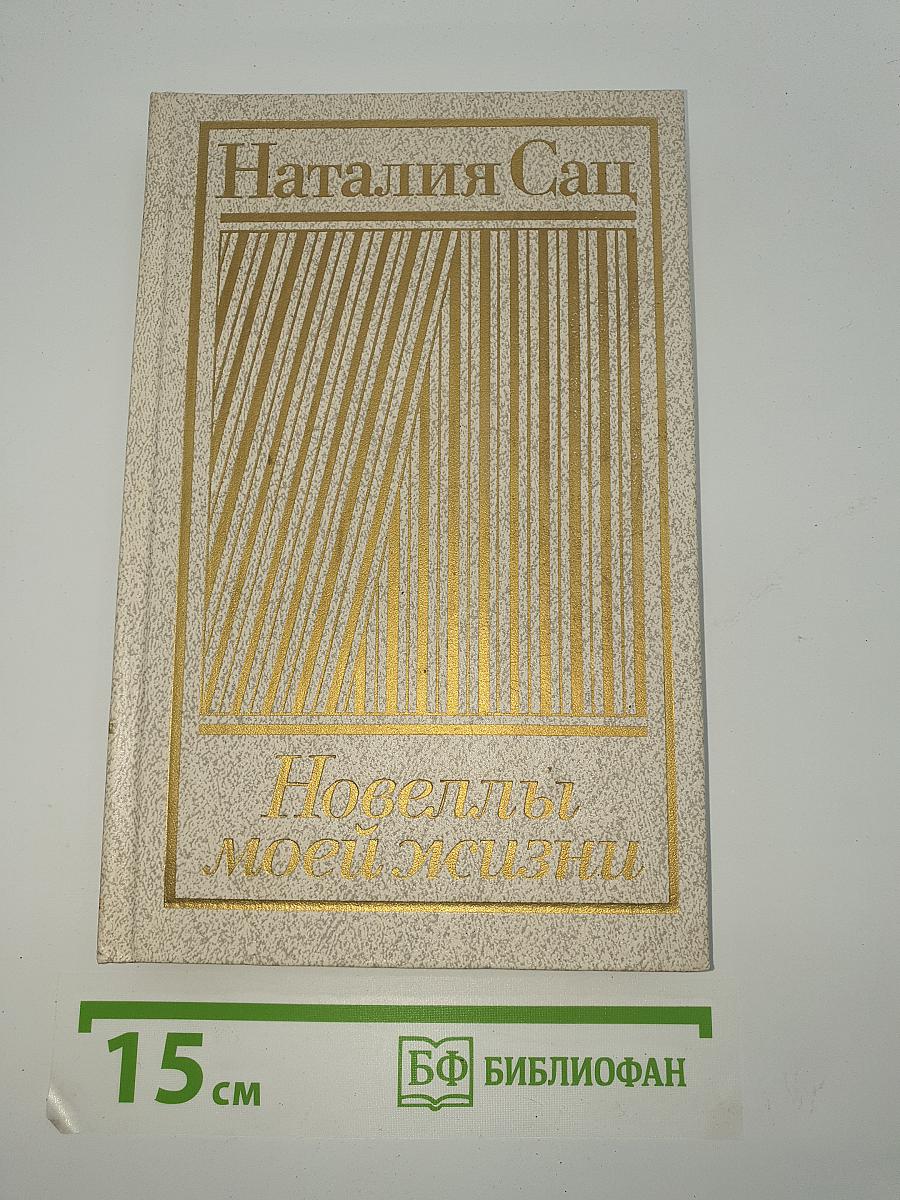 Наталия Сац
Новеллы
моей жизни
15 см
БФ БИБЛИОФАН